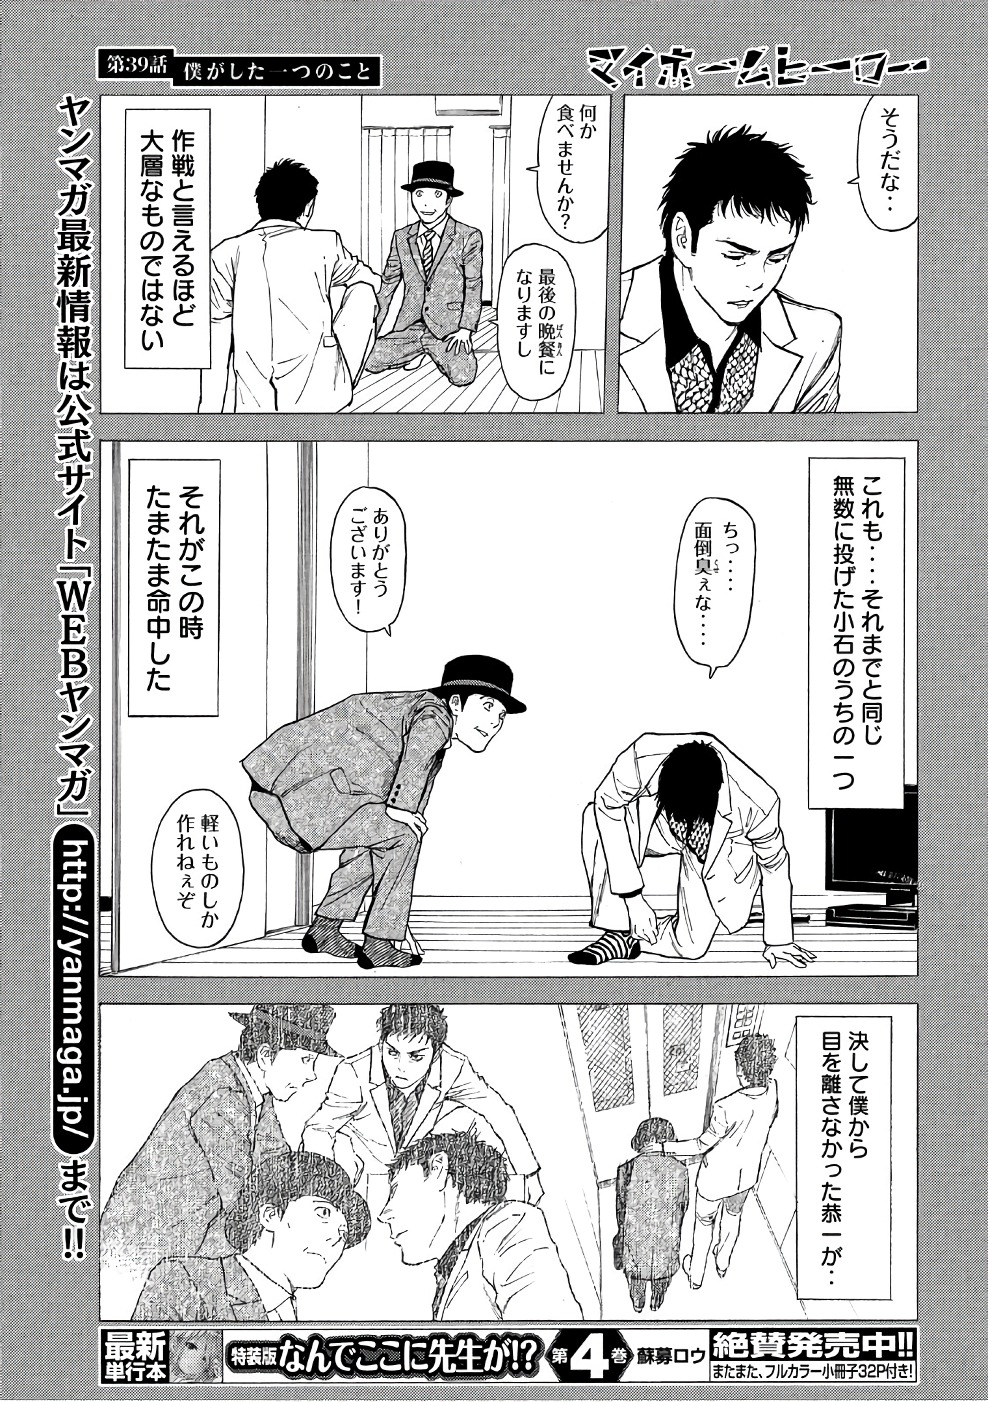 第39話
僕がした一つのこと
マイホームヒーロー
そうだな‥
何か
食べませんか?
最後の晩餐に
ばんさん
なりますし
作戦と言えるほど
大層なものではない
これも‥‥それまでと同じ
無数に投げた小石のうちの一つ
ちっ‥‥
面倒臭ぇな‥‥
くせ
ありがとう
ございます!
それがこの時
たまたま命中した
軽いものしか
作れねぇぞ
決して僕から
目を離さなかった恭一が‥
ヤンマガ最新情報は公式サイト「WEBヤンマガ」http://yanmaga.jp/まで!!
最新
単行本
特装版 なんでここに先生が!? 第4巻 蘇募ロウ
絶賛発売中!!
またまた、フルカラー小冊子32P付き!